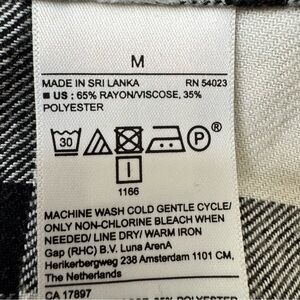 M
MADE IN SRI LANKA RN 54023
■ US : 65% RAYON/VISCOSE, 35%
POLYESTER
30 P ®
I
1166
MACHINE WASH COLD GENTLE CYCLE/
ONLY NON-CHLORINE BLEACH WHEN
NEEDED/ LINE DRY/ WARM IRON
Gap (RHC) B.V. Luna ArenA
Herikerbergweg 238 Amsterdam 1101 CM,
The Netherlands
CA 17897